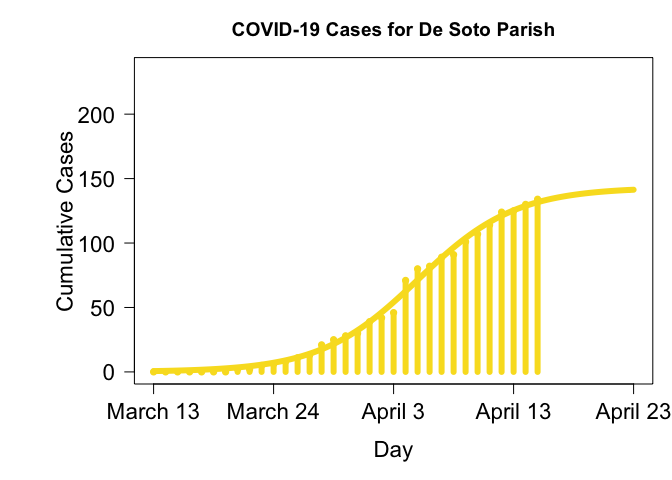 COVID-19 Cases for De Soto Parish
200
150
100
50
0
Cumulative Cases
March 13 March 24 April 3 April 13 April 23
Day